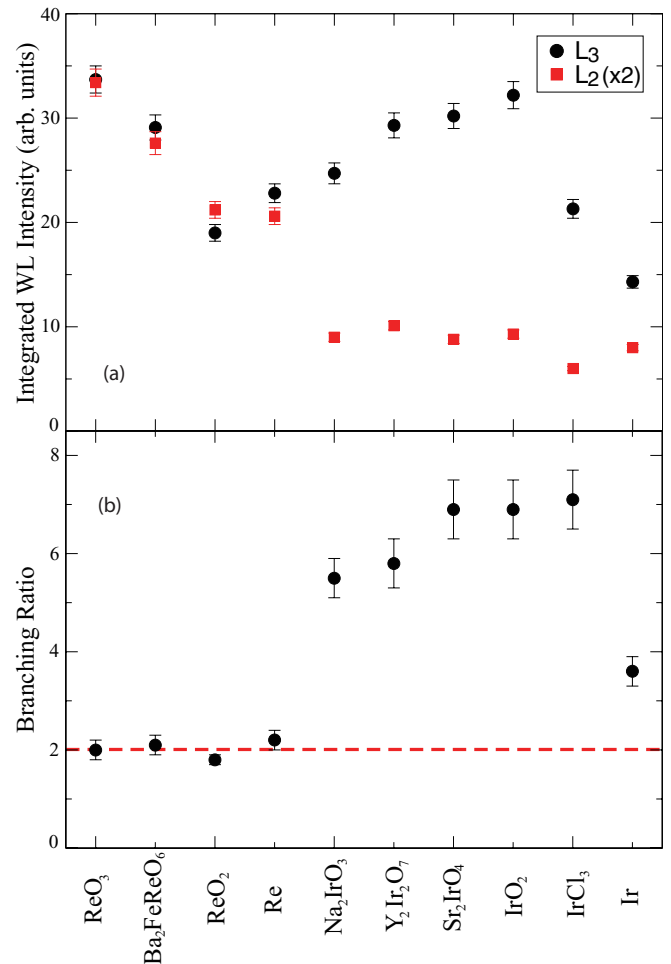 40
30
20
10
0
Integrated WL Intensity (arb. units)
L₃
L₂(x2)
(a)
8
6
4
2
0
Branching Ratio
(b)
ReO₃
Ba₂FeReO₆
ReO₂
Re
Na₂IrO₃
Y₂Ir₂O₇
Sr₂IrO₄
IrO₂
IrCl₃
Ir